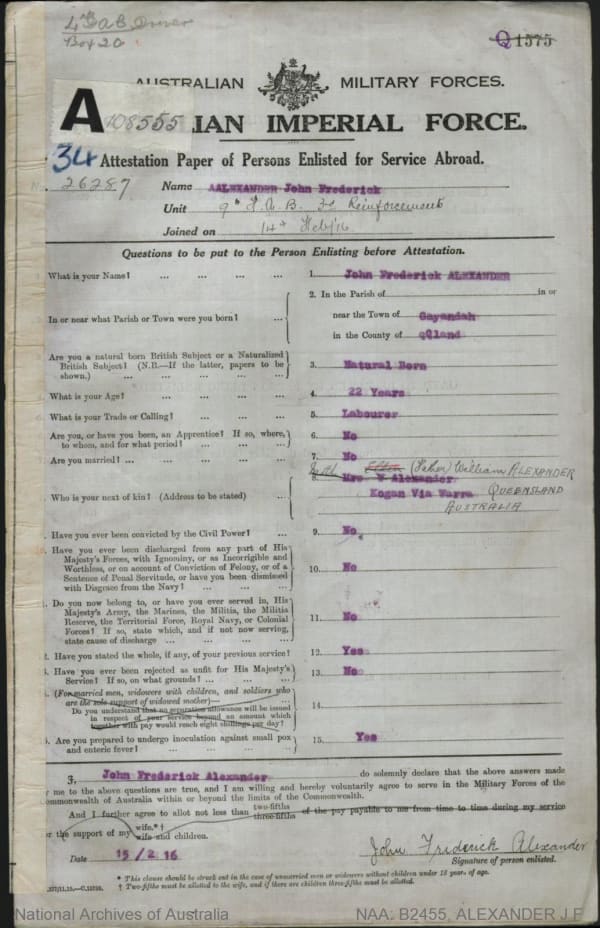 4 F.A.B. Driver
Box 20
Q 1575
AUSTRALIAN MILITARY FORCES.
A
108555
LIAN IMPERIAL FORCE.
34
Attestation Paper of Persons Enlisted for Service Abroad.
No. 26287
Name AALEXANDER John Frederick
Unit 9th F.A.B. Reinforcements
Joined on 14th Feb/16
Questions to be put to the Person Enlisting before Attestation.
What is your Name? ... ... ... ...
1. John Frederick ALEXANDER
In or near what Parish or Town were you born? ...
2. In the Parish of in or
near the Town of Gayandah
in the County of qQland
Are you a natural born British Subject or a Naturalized
British Subject? (N.B.—If the latter, papers to be
shown.) ... ... ... ... ...
3. Natural Born
What is your Age? ... ... ... ...
4. 22 Years
What is your Trade or Calling? ... ... ...
5. Labourer
Are you, or have you been, an Apprentice? If so, where,
to whom, and for what period? ... ... ...
6. No
Are you married? ... ... ... ... ...
7. No
Who is your next of kin? (Address to be stated) ...
(Father) William ALEXANDER
8. Mrs W Alexander
Kogan Via Warra QUEENSLAND
AUSTRALIA
Have you ever been convicted by the Civil Power? ...
9. No
Have you ever been discharged from any part of His
Majesty's Forces, with Ignominy, or as Incorrigible and
Worthless, or on account of Conviction of Felony, or of a
Sentence of Penal Servitude, or have you been dismissed
with Disgrace from the Navy? ... ... ...
10. No
Do you now belong to, or have you ever served in, His
Majesty's Army, the Marines, the Militia, the Militia
Reserve, the Territorial Force, Royal Navy, or Colonial
Forces? If so, state which, and if not now serving,
state cause of discharge ... ... ... ...
11. No
2. Have you stated the whole, if any, of your previous service?
12. Yes
Have you ever been rejected as unfit for His Majesty's
Service? If so, on what grounds? ... ... ...
13. No
(For married men, widowers with children, and soldiers who
are the sole support of widowed mother)—
Do you understand that no separation allowance will be issued
in respect of your service beyond an amount which
together with pay would reach eight shillings per day?
14.
Are you prepared to undergo inoculation against small pox
and enteric fever? ... ... ... ...
15. Yes
I, John Frederick Alexander do solemnly declare that the above answers made
me to the above questions are true, and I am willing and hereby voluntarily agree to serve in the Military Forces of the
ommonwealth of Australia within or beyond the limits of the Commonwealth.
And I further agree to allot not less than two-fifths three-fifths of the pay payable to me from time to time during my service
the support of my wife.*† wife and children.
Date 15/2 16
John Frederick Alexander
Signature of person enlisted.
* This clause should be struck out in the case of unmarried men or widowers without children under 18 years of age.
† Two-fifths must be allotted to the wife, and if there are children three-fifths must be allotted.
National Archives of Australia
NAA: B2455, ALEXANDER J F